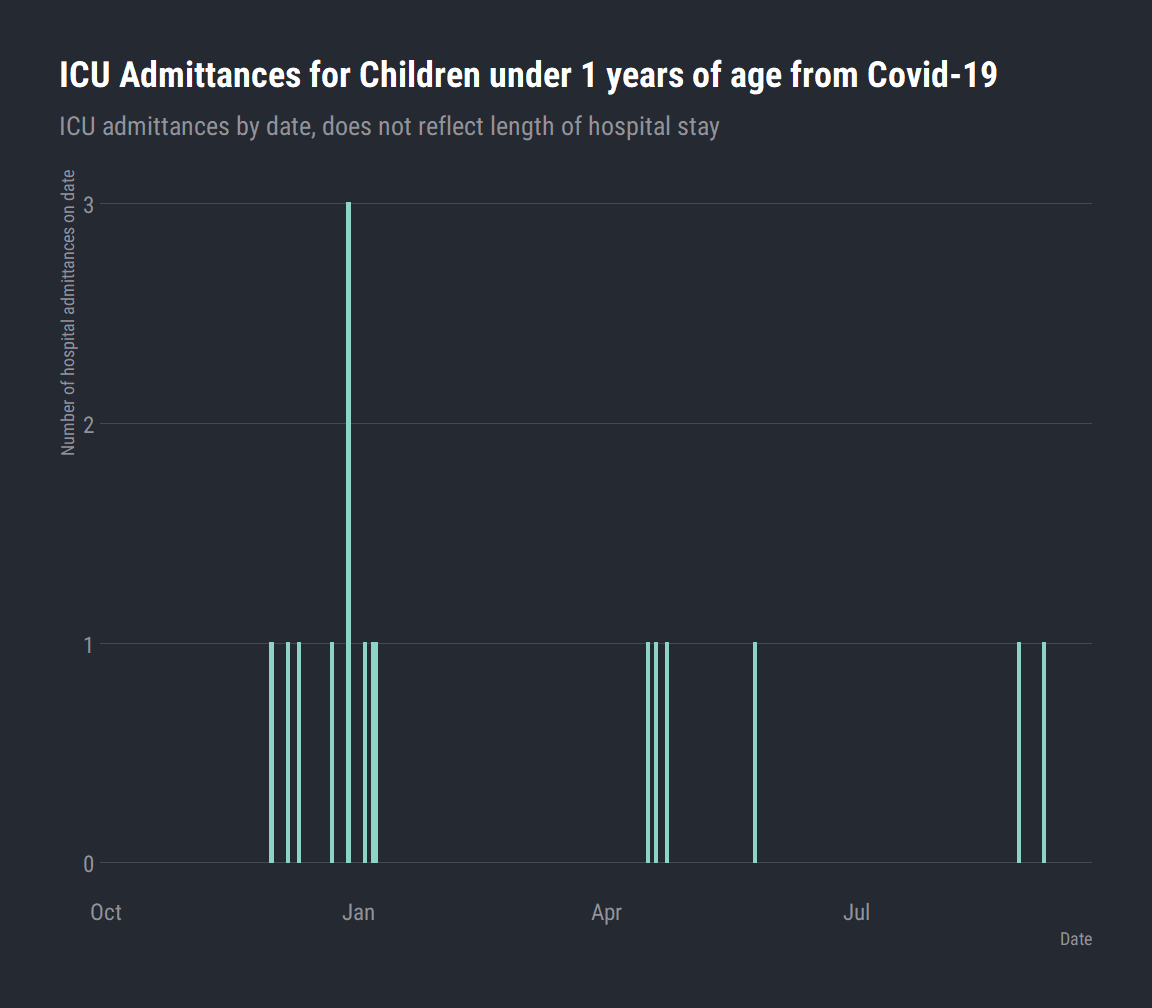 ICU Admittances for Children under 1 years of age from Covid-19
ICU admittances by date, does not reflect length of hospital stay
Number of hospital admittances on date
3
2
1
0
Oct Jan Apr Jul
Date